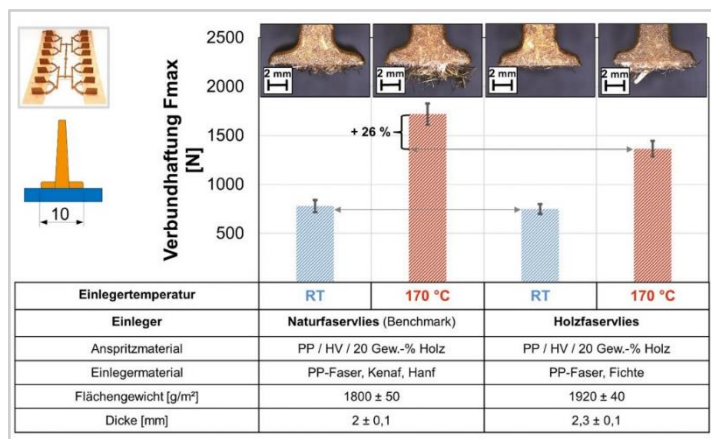 Verbundhaftung Fmax
[N]
2500
2000
1500
1000
500
2 mm
2 mm
2 mm
2 mm
+ 26 %
10
Einlegertemperatur RT 170 °C RT 170 °C
Einleger Naturfaservlies (Benchmark) Holzfaservlies
Anspritzmaterial PP / HV / 20 Gew.-% Holz PP / HV / 20 Gew.-% Holz
Einlegermaterial PP-Faser, Kenaf, Hanf PP-Faser, Fichte
Flächengewicht [g/m²] 1800 ± 50 1920 ± 40
Dicke [mm] 2 ± 0,1 2,3 ± 0,1